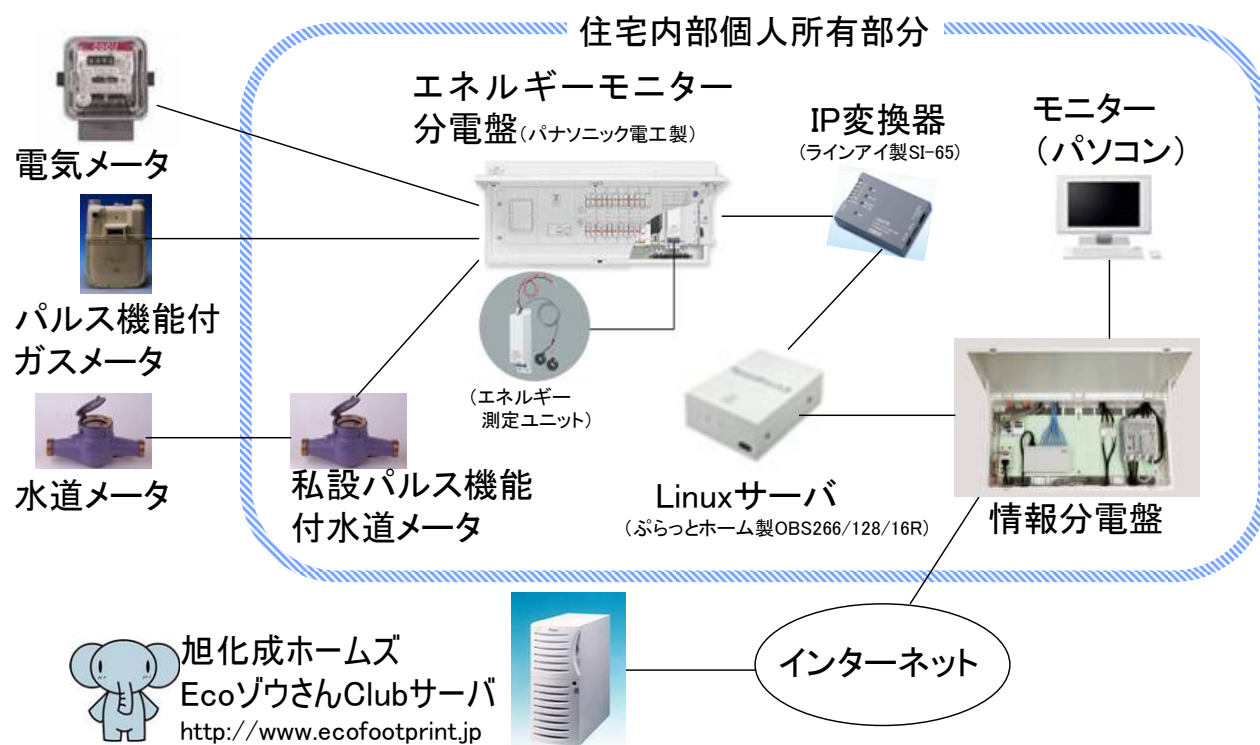 住宅内部個人所有部分
電気メータ
エネルギーモニター
分電盤(パナソニック電工製)
IP変換器
(ラインアイ製SI-65)
モニター
(パソコン)
パルス機能付
ガスメータ
(エネルギー
測定ユニット)
水道メータ
私設パルス機能
付水道メータ
Linuxサーバ
(ぷらっとホーム製OBS266/128/16R)
情報分電盤
旭化成ホームズ
EcoゾウさんClubサーバ
http://www.ecofootprint.jp
インターネット